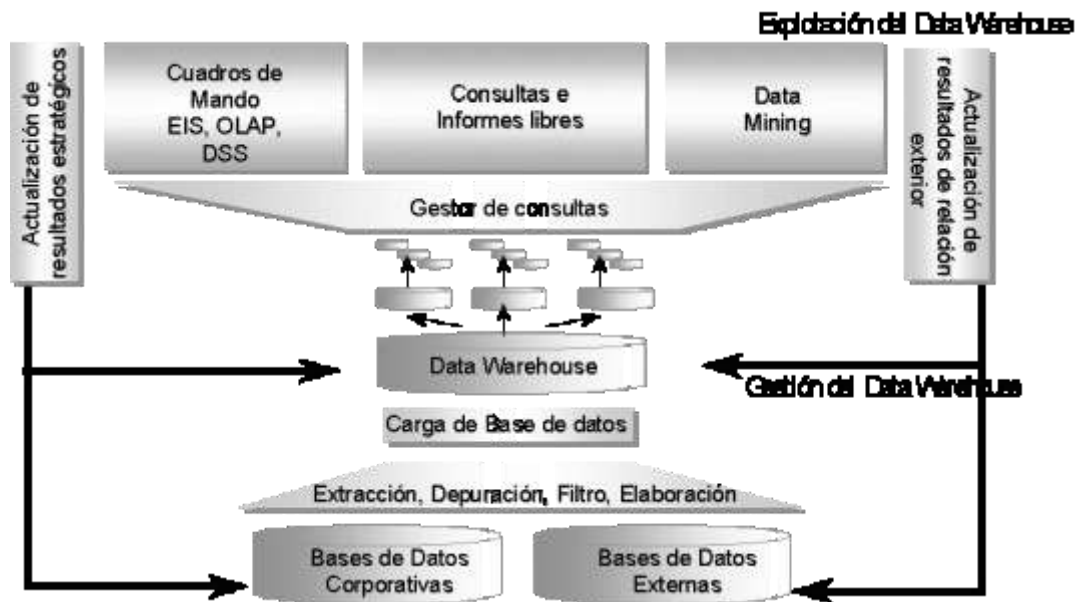 Explotación del Data Warehouse
Actualización de
resultados estratégicos
Cuadros de
Mando
EIS, OLAP,
DSS
Consultas e
Informes libres
Data
Mining
Actualización de
resultados de relación
exterior
Gestor de consultas
Data Warehouse
Gestión del Data Warehouse
Carga de Base de datos
Extracción, Depuración, Filtro, Elaboración
Bases de Datos
Corporativas
Bases de Datos
Externas